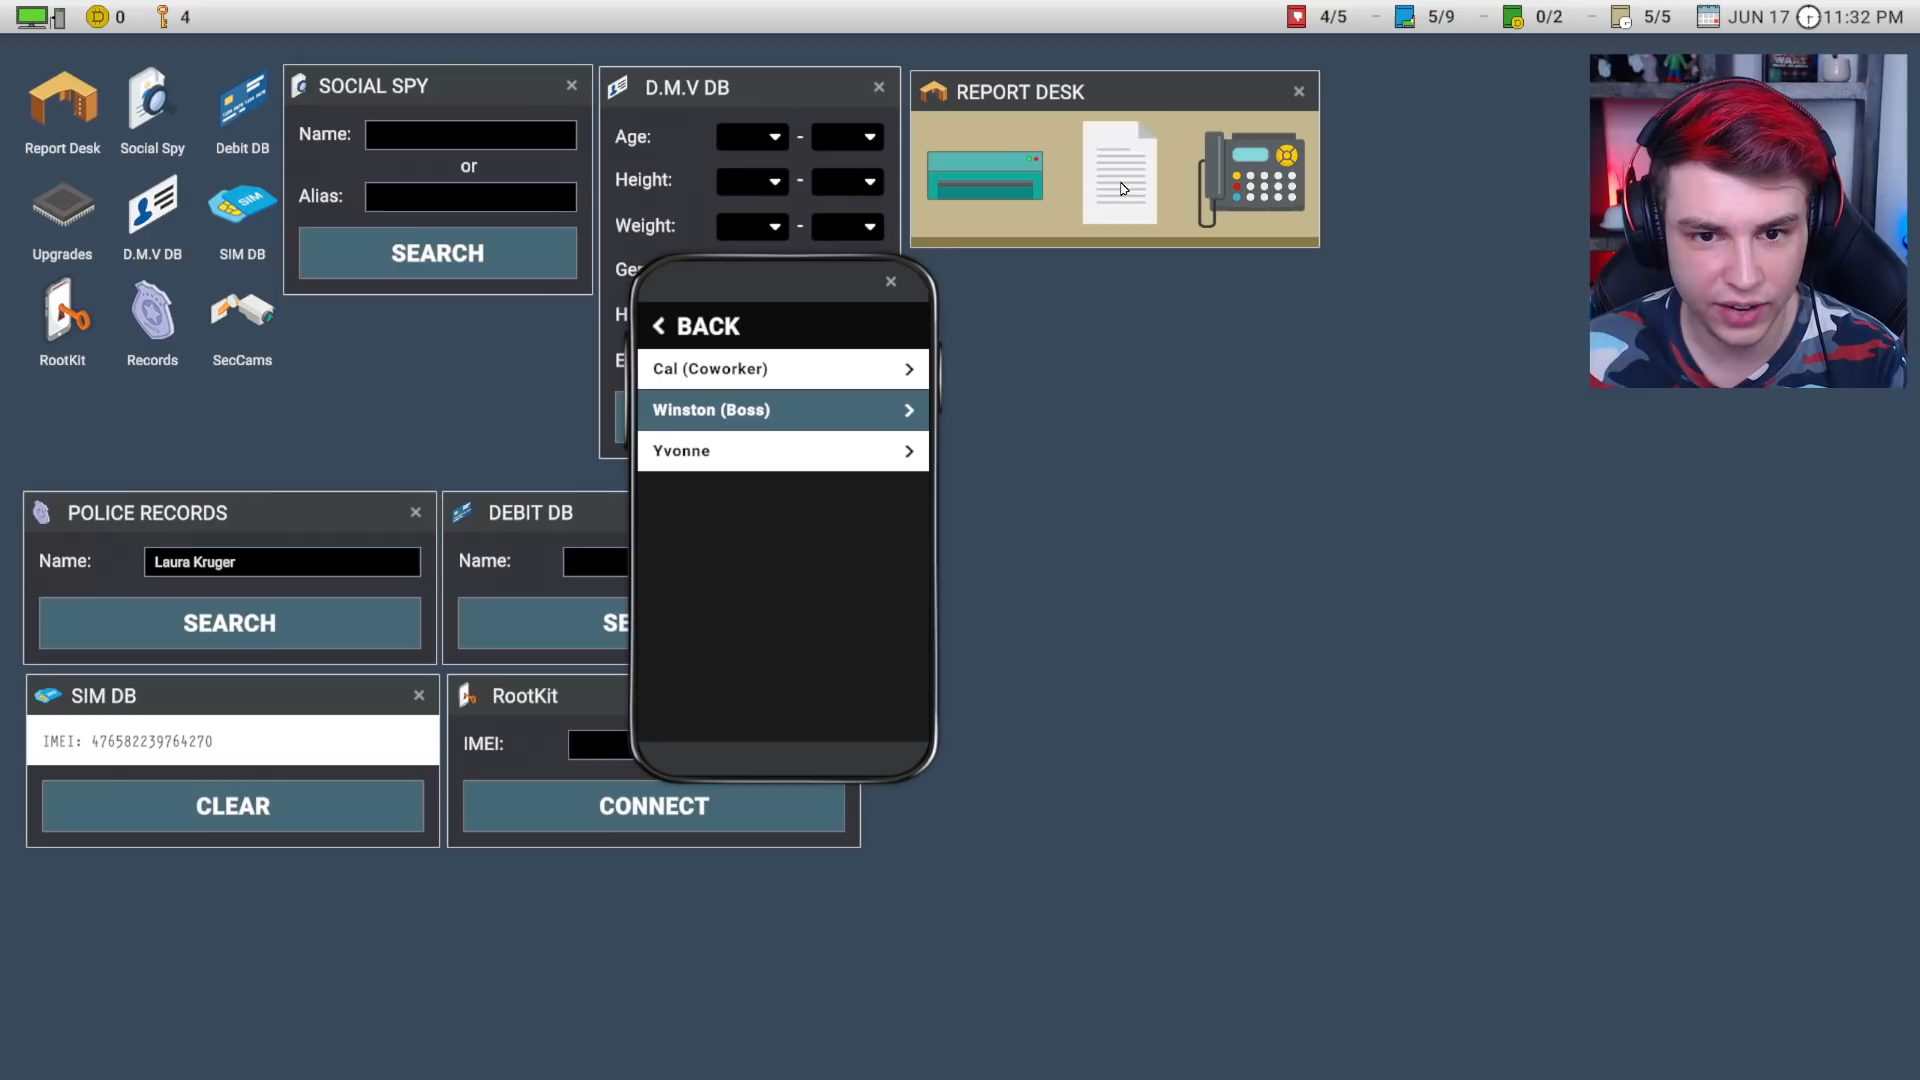 0 4 4/5 - 5/9 - 0/2 - 5/5 JUN 17 11:32 PM
Report Desk
Social Spy
Debit DB
Upgrades
D.M.V DB
SIM DB
RootKit
Records
SecCams
SOCIAL SPY
Name:
or
Alias:
SEARCH
D.M.V DB
Age: -
Height: -
Weight: -
REPORT DESK
BACK
Cal (Coworker)
Winston (Boss)
Yvonne
POLICE RECORDS
Name: Laura Kruger
SEARCH
DEBIT DB
Name:
SIM DB
IMEI: 476582239764270
CLEAR
RootKit
IMEI:
CONNECT